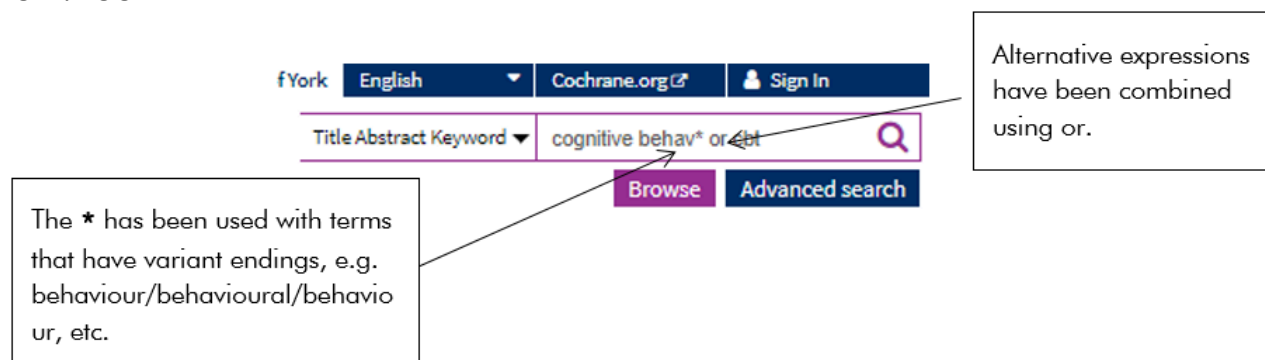 Alternative expressions
have been combined
using or.
f York English Cochrane.org Sign In
Title Abstract Keyword cognitive behav* or cbt
Browse Advanced search
The * has been used with terms
that have variant endings, e.g.
behaviour/behavioural/behavio
ur, etc.